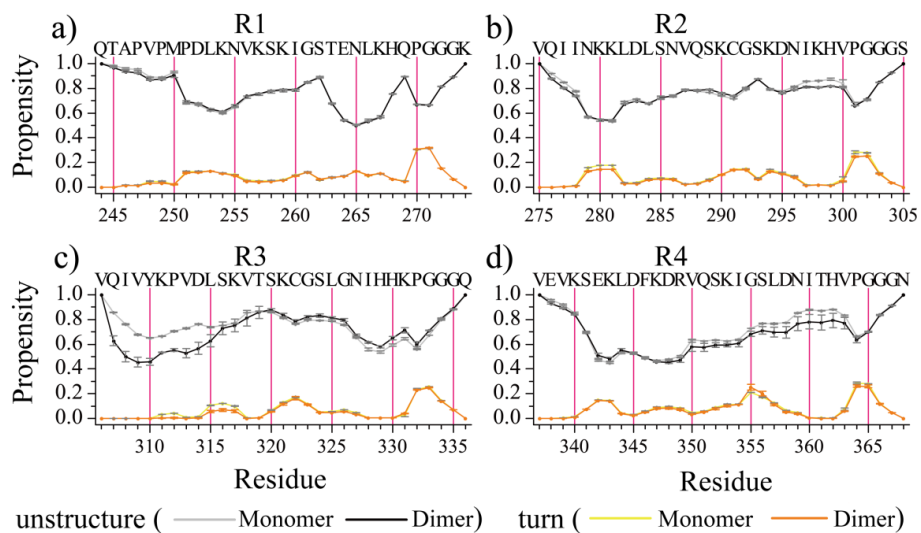 a) R1
QTAPVPMPDLKNVKSKIGSTENLKHQPGGGK
b) R2
VQIINKKLDLSNVQSKCGSKDNIKHVPGGGS
Propensity
1.0
0.8
0.6
0.4
0.2
0.0
245 250 255 260 265 270
1.0
0.8
0.6
0.4
0.2
0.0
275 280 285 290 295 300 305
c) R3
VQIVYKPVDLSKVTSKCGSLGNIHHKPGGGQ
d) R4
VEVKSEKLDFKDRVQSKIGSLDNITHVPGGGN
Propensity
1.0
0.8
0.6
0.4
0.2
0.0
310 315 320 325 330 335
1.0
0.8
0.6
0.4
0.2
0.0
340 345 350 355 360 365
Residue
Residue
unstructure ( Monomer Dimer) turn ( Monomer Dimer)